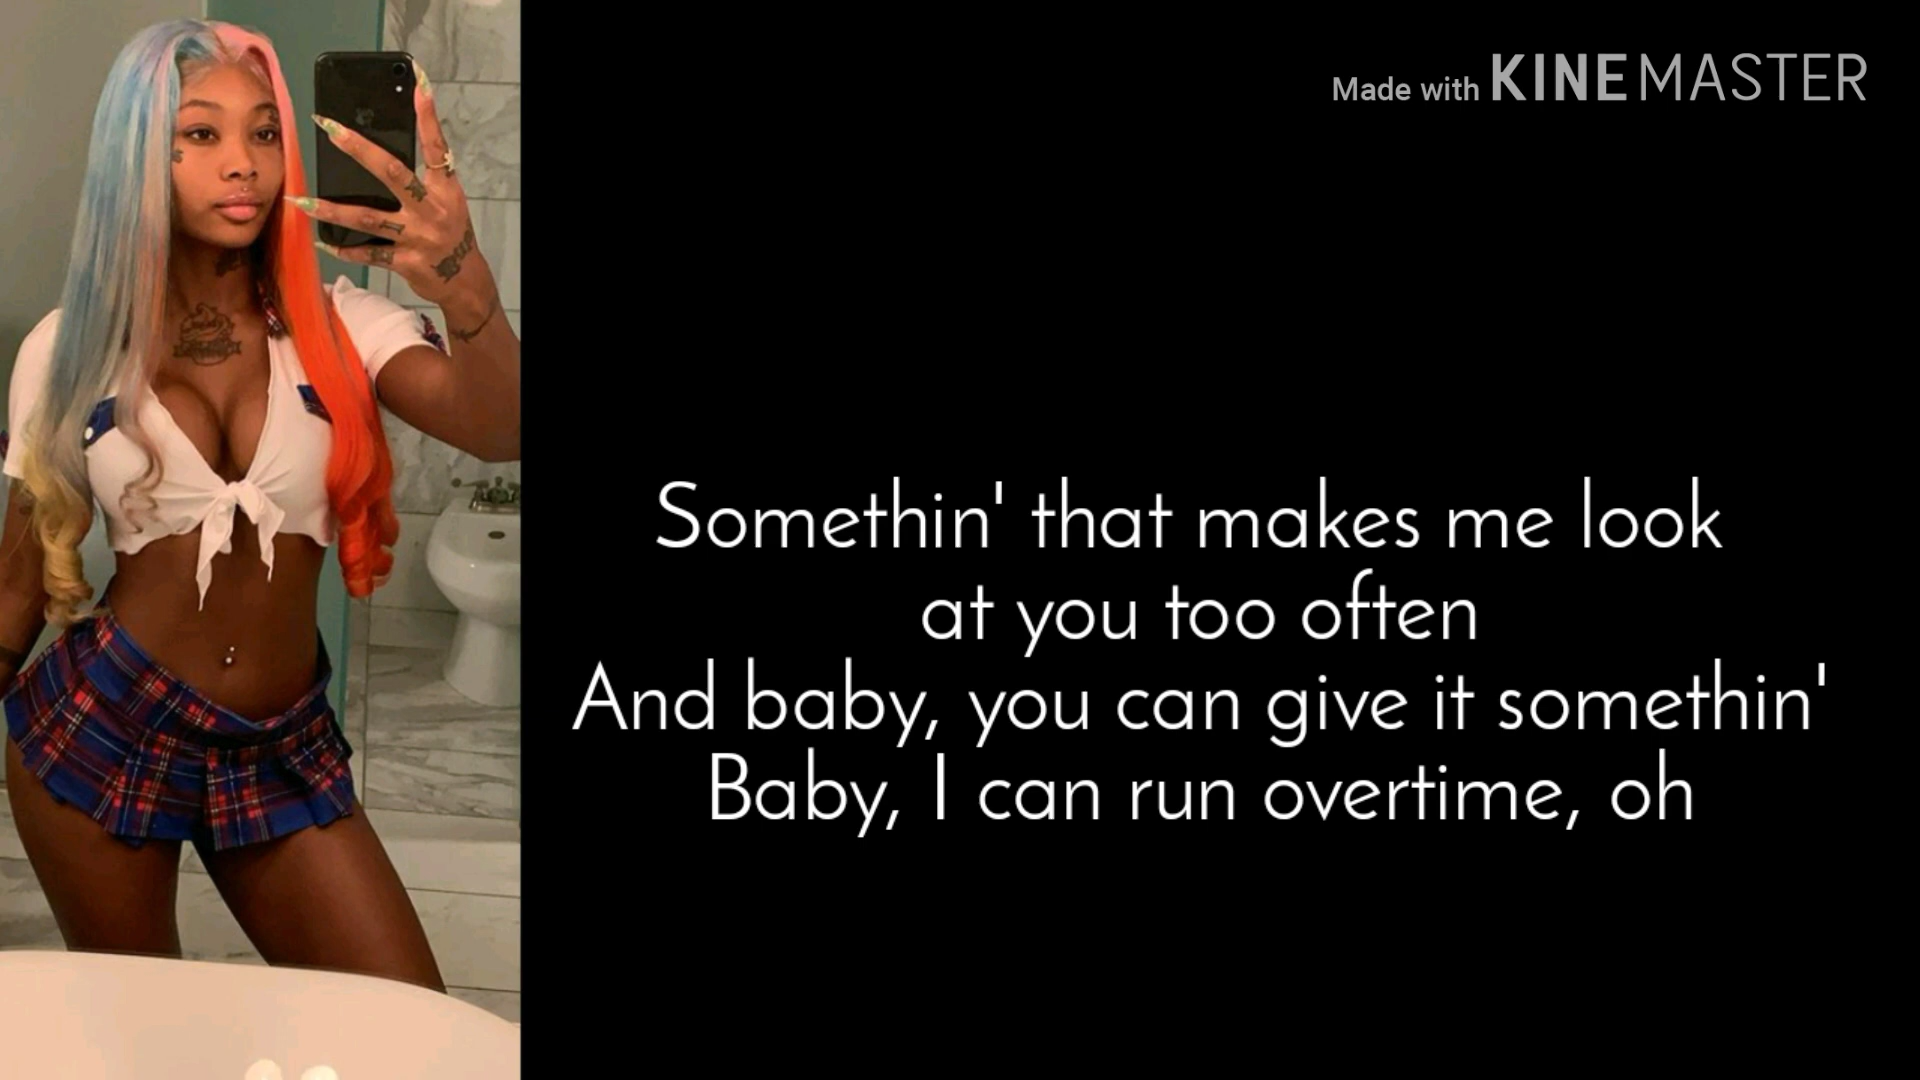 Made with KINEMASTER
Somethin' that makes me look
at you too often
And baby, you can give it somethin'
Baby, I can run overtime, oh